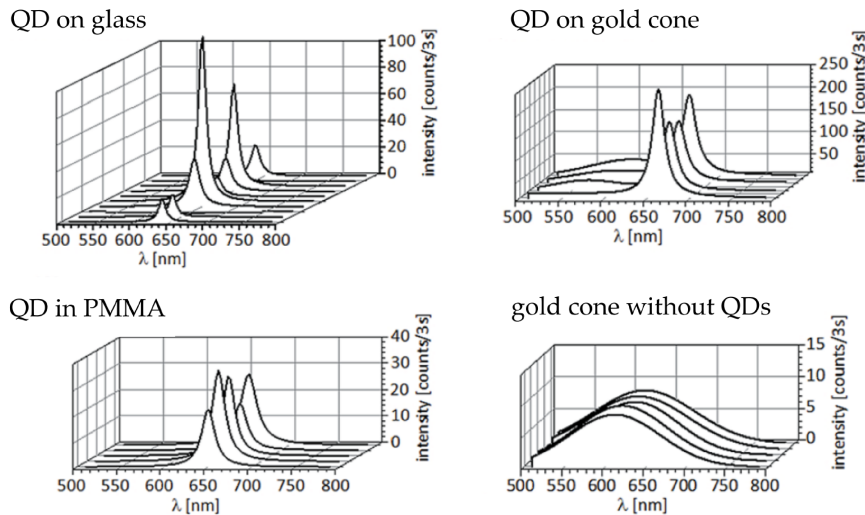 QD on glass
100
80
60
40
20
0
intensity [counts/3s]
500 550 600 650 700 750 800
λ [nm]
QD on gold cone
250
200
150
100
50
intensity [counts/3s]
500 550 600 650 700 750 800
λ [nm]
QD in PMMA
40
30
20
10
0
intensity [counts/3s]
500 550 600 650 700 750 800
λ [nm]
gold cone without QDs
15
10
5
0
intensity [counts/3s]
500 550 600 650 700 750 800
λ [nm]